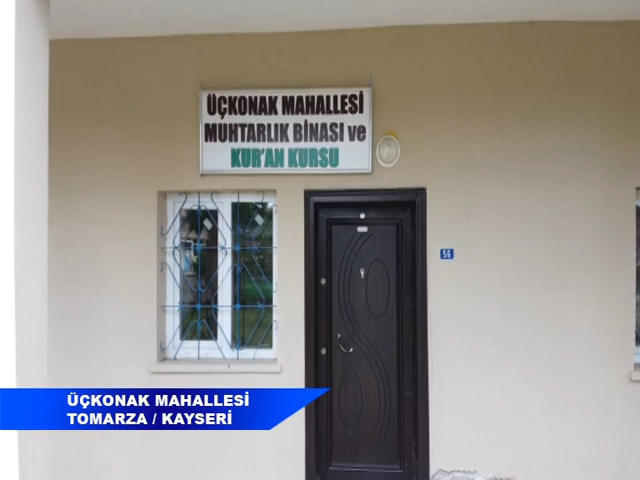 ÜÇKONAK MAHALLESİ
MUHTARLIK BİNASI ve
KUR'AN KURSU
56
ÜÇKONAK MAHALLESİ
TOMARZA / KAYSERİ